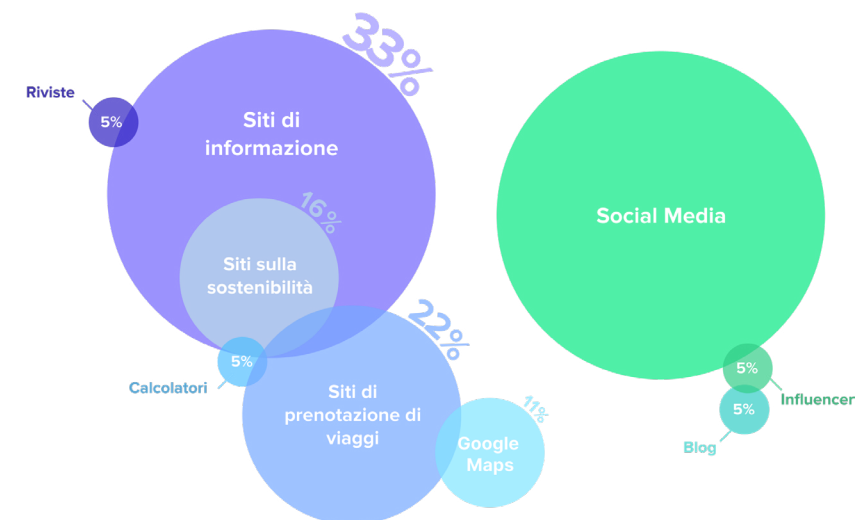 33%
Riviste
5%
Siti di
informazione
16%
Siti sulla
sostenibilità
5%
Calcolatori
22%
Siti di
prenotazione di
viaggi
11%
Google
Maps
Social Media
5%
Influencer
5%
Blog